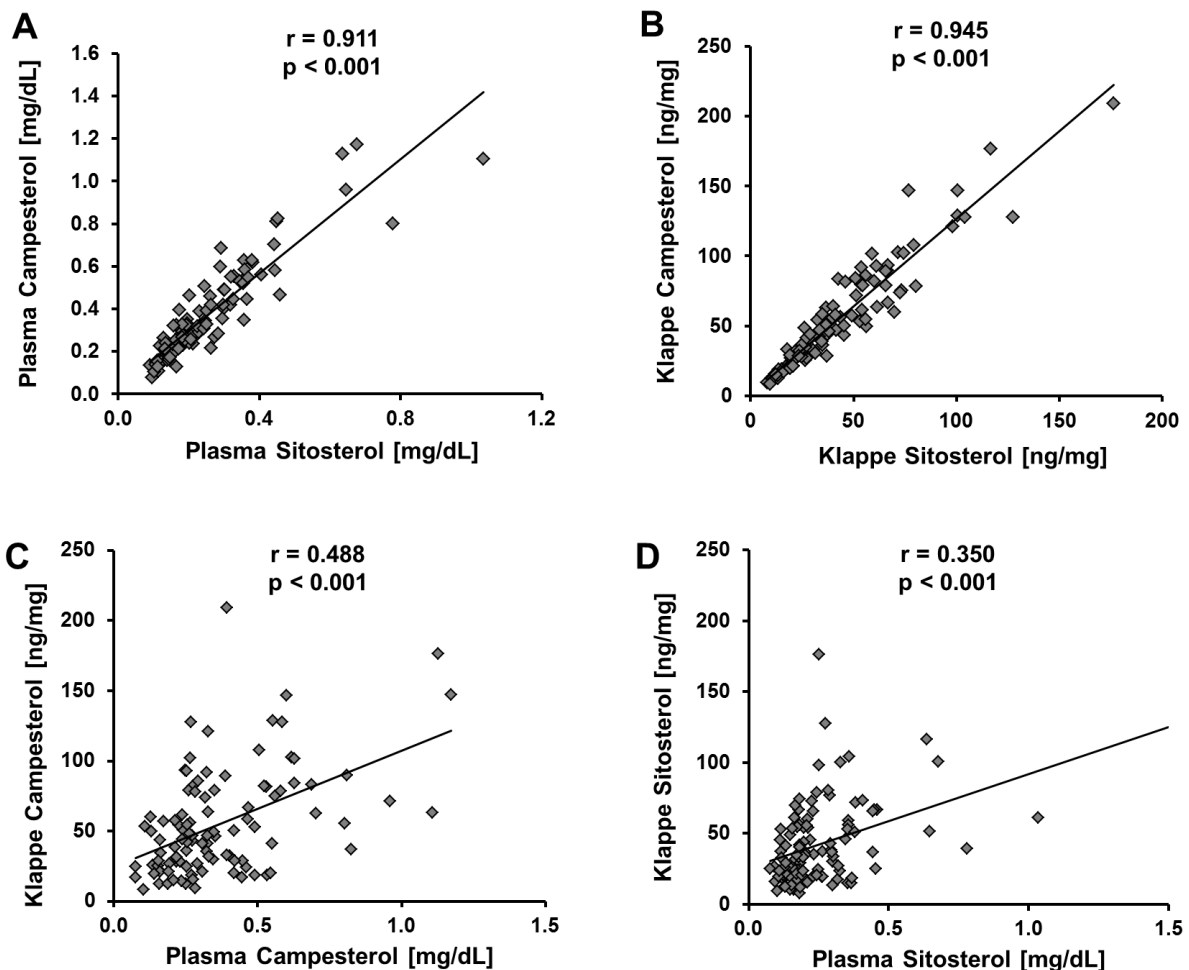 A
r = 0.911
p < 0.001
Plasma Campesterol [mg/dL]
1.6
1.4
1.2
1.0
0.8
0.6
0.4
0.2
0.0
0.0 0.4 0.8 1.2
Plasma Sitosterol [mg/dL]
B
r = 0.945
p < 0.001
Klappe Campesterol [ng/mg]
250
200
150
100
50
0
0 50 100 150 200
Klappe Sitosterol [ng/mg]
C
r = 0.488
p < 0.001
Klappe Campesterol [ng/mg]
250
200
150
100
50
0
0.0 0.5 1.0 1.5
Plasma Campesterol [mg/dL]
D
r = 0.350
p < 0.001
Klappe Sitosterol [ng/mg]
250
200
150
100
50
0
0.0 0.5 1.0 1.5
Plasma Sitosterol [mg/dL]